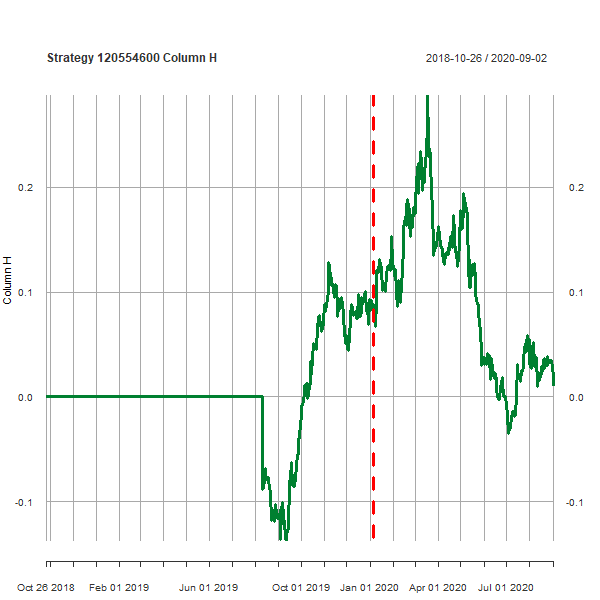 Strategy 120554600 Column H 2018-10-26 / 2020-09-02
0.2 0.2
0.1 0.1
0.0 0.0
-0.1 -0.1
Column H
Oct 26 2018 Feb 01 2019 Jun 01 2019 Oct 01 2019 Jan 01 2020 Apr 01 2020 Jul 01 2020